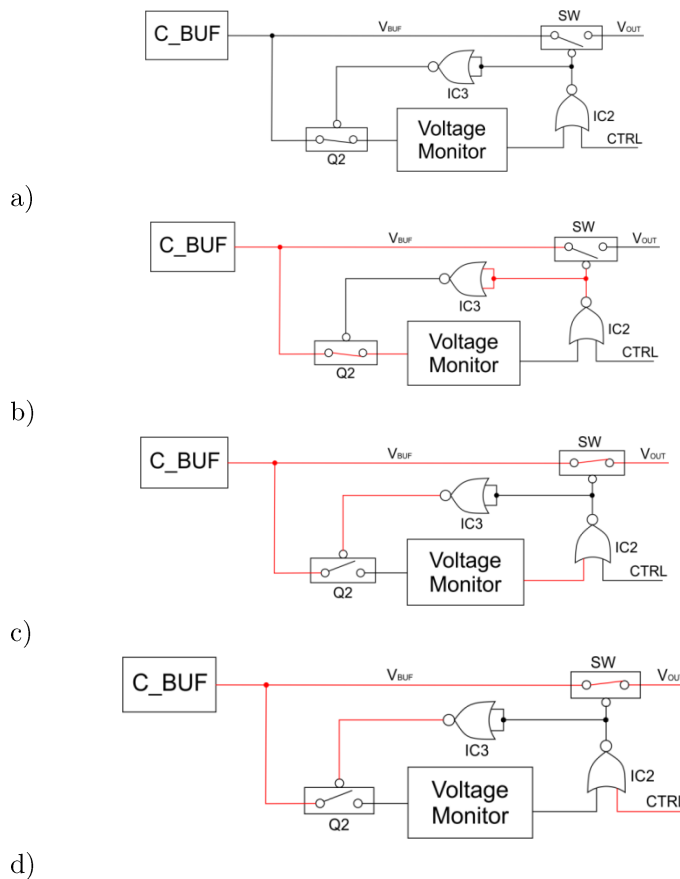 C_BUF
VBUF
SW
VOUT
IC3
IC2
Voltage
Monitor
CTRL
Q2
a)
C_BUF
VBUF
SW
VOUT
IC3
IC2
Voltage
Monitor
CTRL
Q2
b)
C_BUF
VBUF
SW
VOUT
IC3
IC2
Voltage
Monitor
CTRL
Q2
c)
C_BUF
VBUF
SW
VOUT
IC3
IC2
Voltage
Monitor
CTRL
Q2
d)